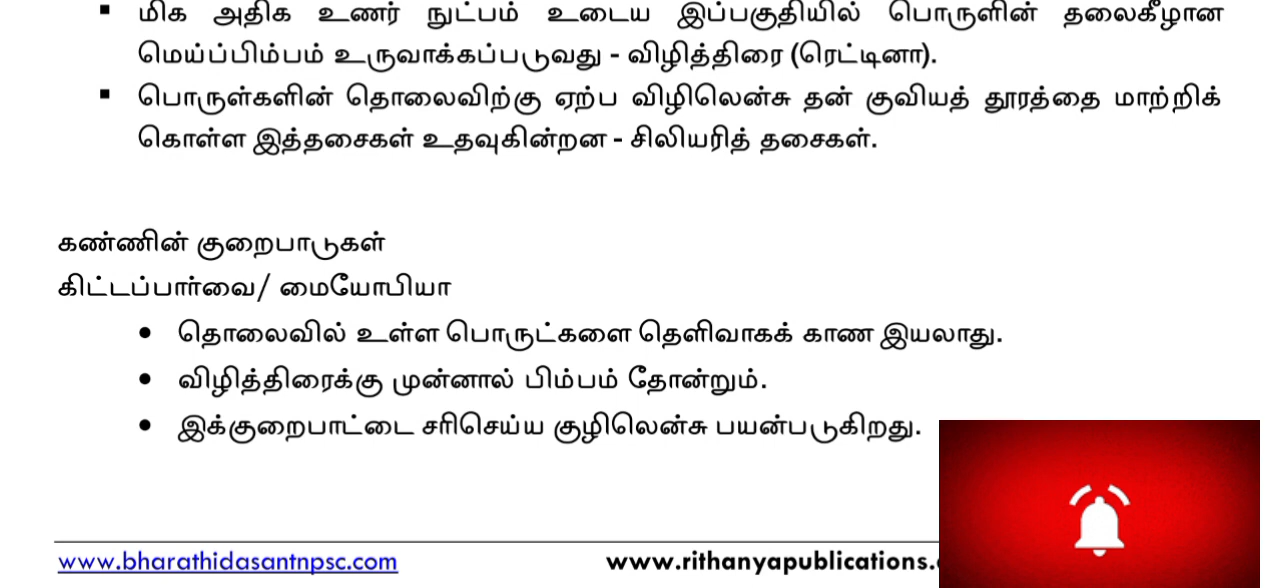 ▪ மிக அதிக உணர் நுட்பம் உடைய இப்பகுதியில் பொருளின் தலைகீழான
மெய்ப்பிம்பம் உருவாக்கப்படுவது - விழித்திரை (ரெட்டினா).
▪ பொருள்களின் தொலைவிற்கு ஏற்ப விழிலென்சு தன் குவியத் தூரத்தை மாற்றிக்
கொள்ள இத்தசைகள் உதவுகின்றன - சிலியரித் தசைகள்.
கண்ணின் குறைபாடுகள்
கிட்டப்பார்வை/ மையோபியா
• தொலைவில் உள்ள பொருட்களை தெளிவாகக் காண இயலாது.
• விழித்திரைக்கு முன்னால் பிம்பம் தோன்றும்.
• இக்குறைபாட்டை சரிசெய்ய குழிலென்சு பயன்படுகிறது.
www.bharathidasantnpsc.com www.rithanyapublications.